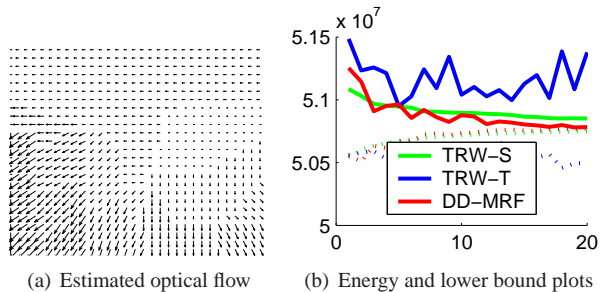 x 10^7
5.15
5.1
5.05
5
TRW-S
TRW-T
DD-MRF
0 10 20
(a) Estimated optical flow
(b) Energy and lower bound plots